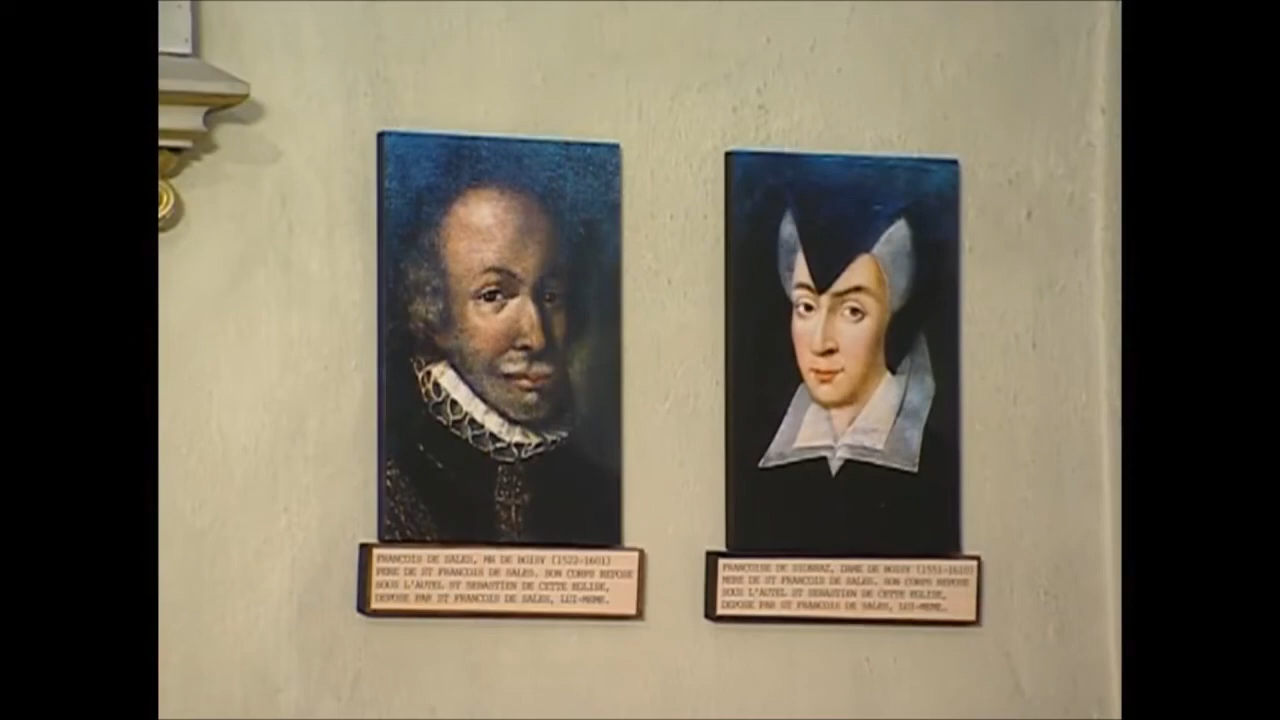 FRANCOIS DE SALES, MR DE BOISY (1522-1601)
PERE DE ST FRANCOIS DE SALES. SON CORPS REPOSE
SOUS L'AUTEL ST SEBASTIEN DE CETTE EGLISE,
DEPOSE PAR ST FRANCOIS DE SALES, LUI-MEME.
FRANCOISE DE SIONNAZ, DAME DE BOISY (1551-1610)
MERE DE ST FRANCOIS DE SALES. SON CORPS REPOSE
SOUS L'AUTEL ST SEBASTIEN DE CETTE EGLISE,
DEPOSE PAR ST FRANCOIS DE SALES, LUI-MEME.